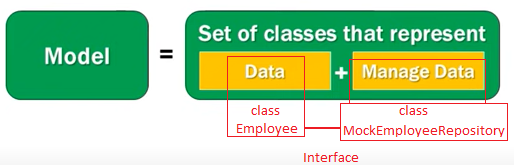 Model
=
Set of classes that represent
Data + Manage Data
class
Employee
class
MockEmployeeRepository
Interface